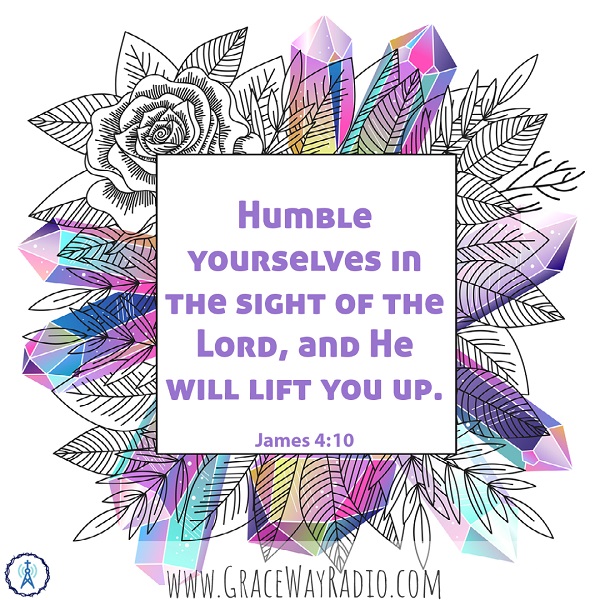 Humble
yourselves in
the sight of the
Lord, and He
will lift you up.
James 4:10
www.GraceWayRadio.com